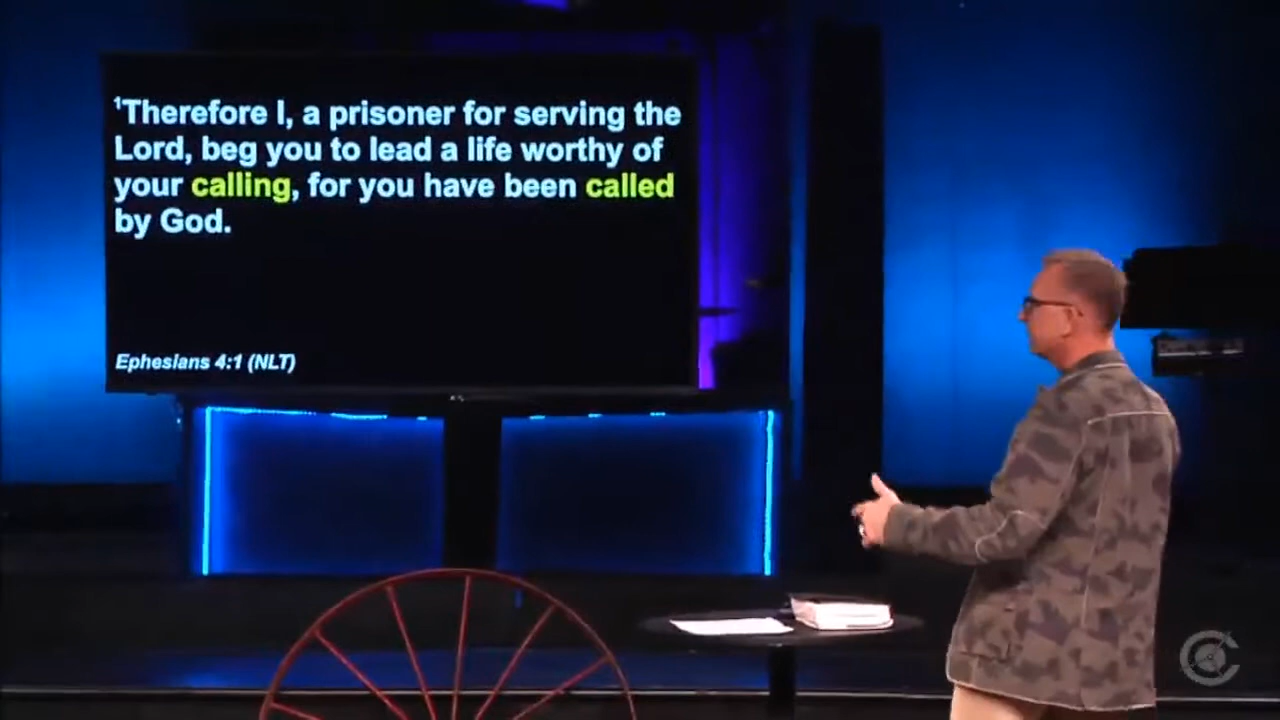 ¹Therefore I, a prisoner for serving the
Lord, beg you to lead a life worthy of
your calling, for you have been called
by God.
Ephesians 4:1 (NLT)